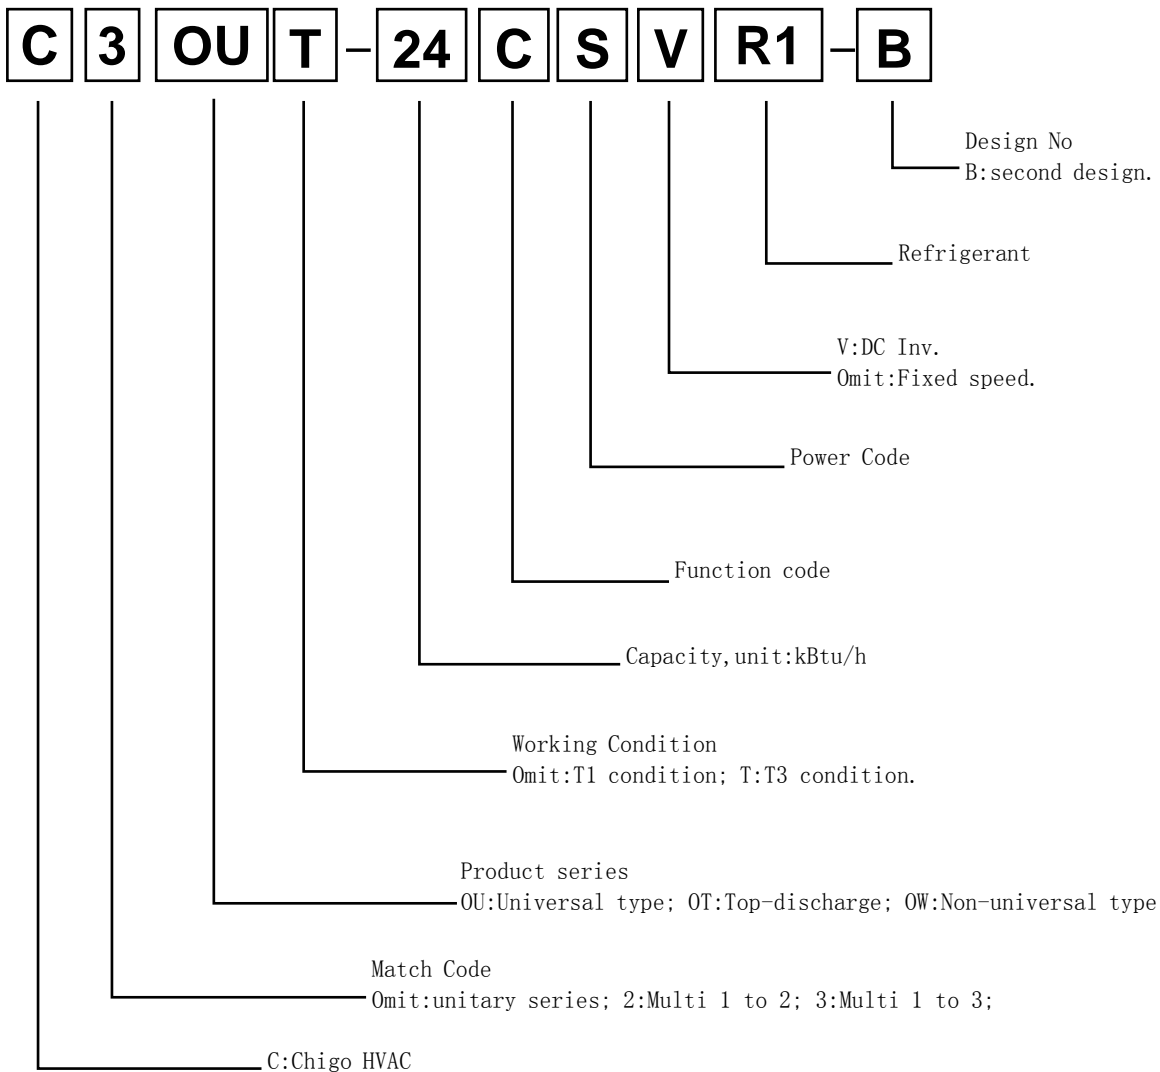 C 3 OU T - 24 C S V R1 - B
Design No
B:second design.
Refrigerant
V:DC Inv.
Omit:Fixed speed.
Power Code
Function code
Capacity,unit:kBtu/h
Working Condition
Omit:T1 condition; T:T3 condition.
Product series
OU:Universal type; OT:Top-discharge; OW:Non-universal type
Match Code
Omit:unitary series; 2:Multi 1 to 2; 3:Multi 1 to 3;
C:Chigo HVAC